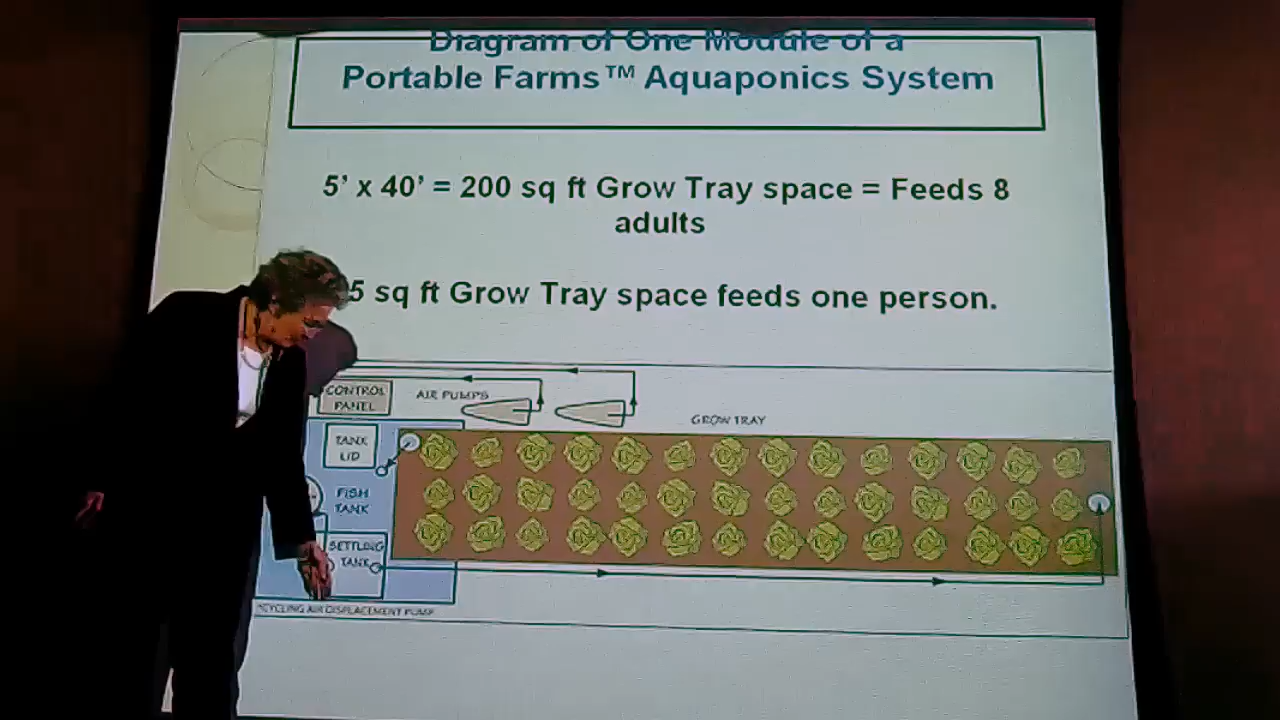 Diagram of One Module of a
Portable Farms™ Aquaponics System
5' x 40' = 200 sq ft Grow Tray space = Feeds 8
adults
5 sq ft Grow Tray space feeds one person.
CONTROL
PANEL
AIR PUMPS
GROW TRAY
TANK
LID
FISH
TANK
SETTLING
TANK
CYCLING AIR DISPLACEMENT PUMP